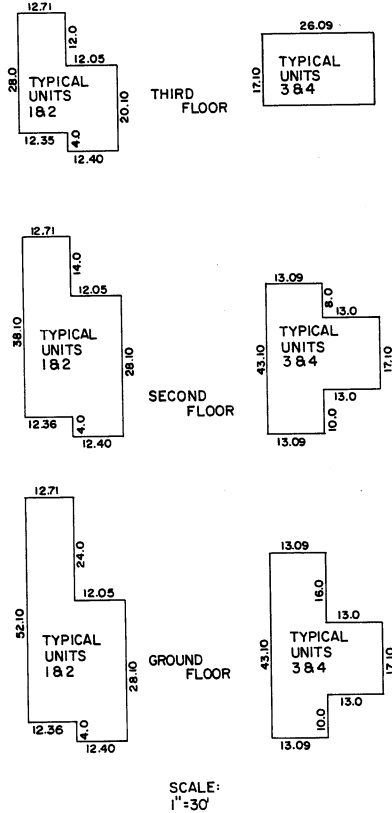 12.71
12.0
12.05
28.0
TYPICAL
UNITS
1 & 2
20.10
12.35
4.0
12.40
THIRD
FLOOR
26.09
17.10
TYPICAL
UNITS
3 & 4
12.71
14.0
12.05
38.10
TYPICAL
UNITS
1 & 2
28.10
12.36
4.0
12.40
SECOND
FLOOR
13.09
8.0
13.0
43.10
TYPICAL
UNITS
3 & 4
17.10
13.0
10.0
13.09
12.71
24.0
12.05
52.10
TYPICAL
UNITS
1 & 2
28.10
12.36
4.0
12.40
GROUND
FLOOR
13.09
16.0
13.0
43.10
TYPICAL
UNITS
3 & 4
17.10
13.0
10.0
13.09
SCALE:
1"=30'